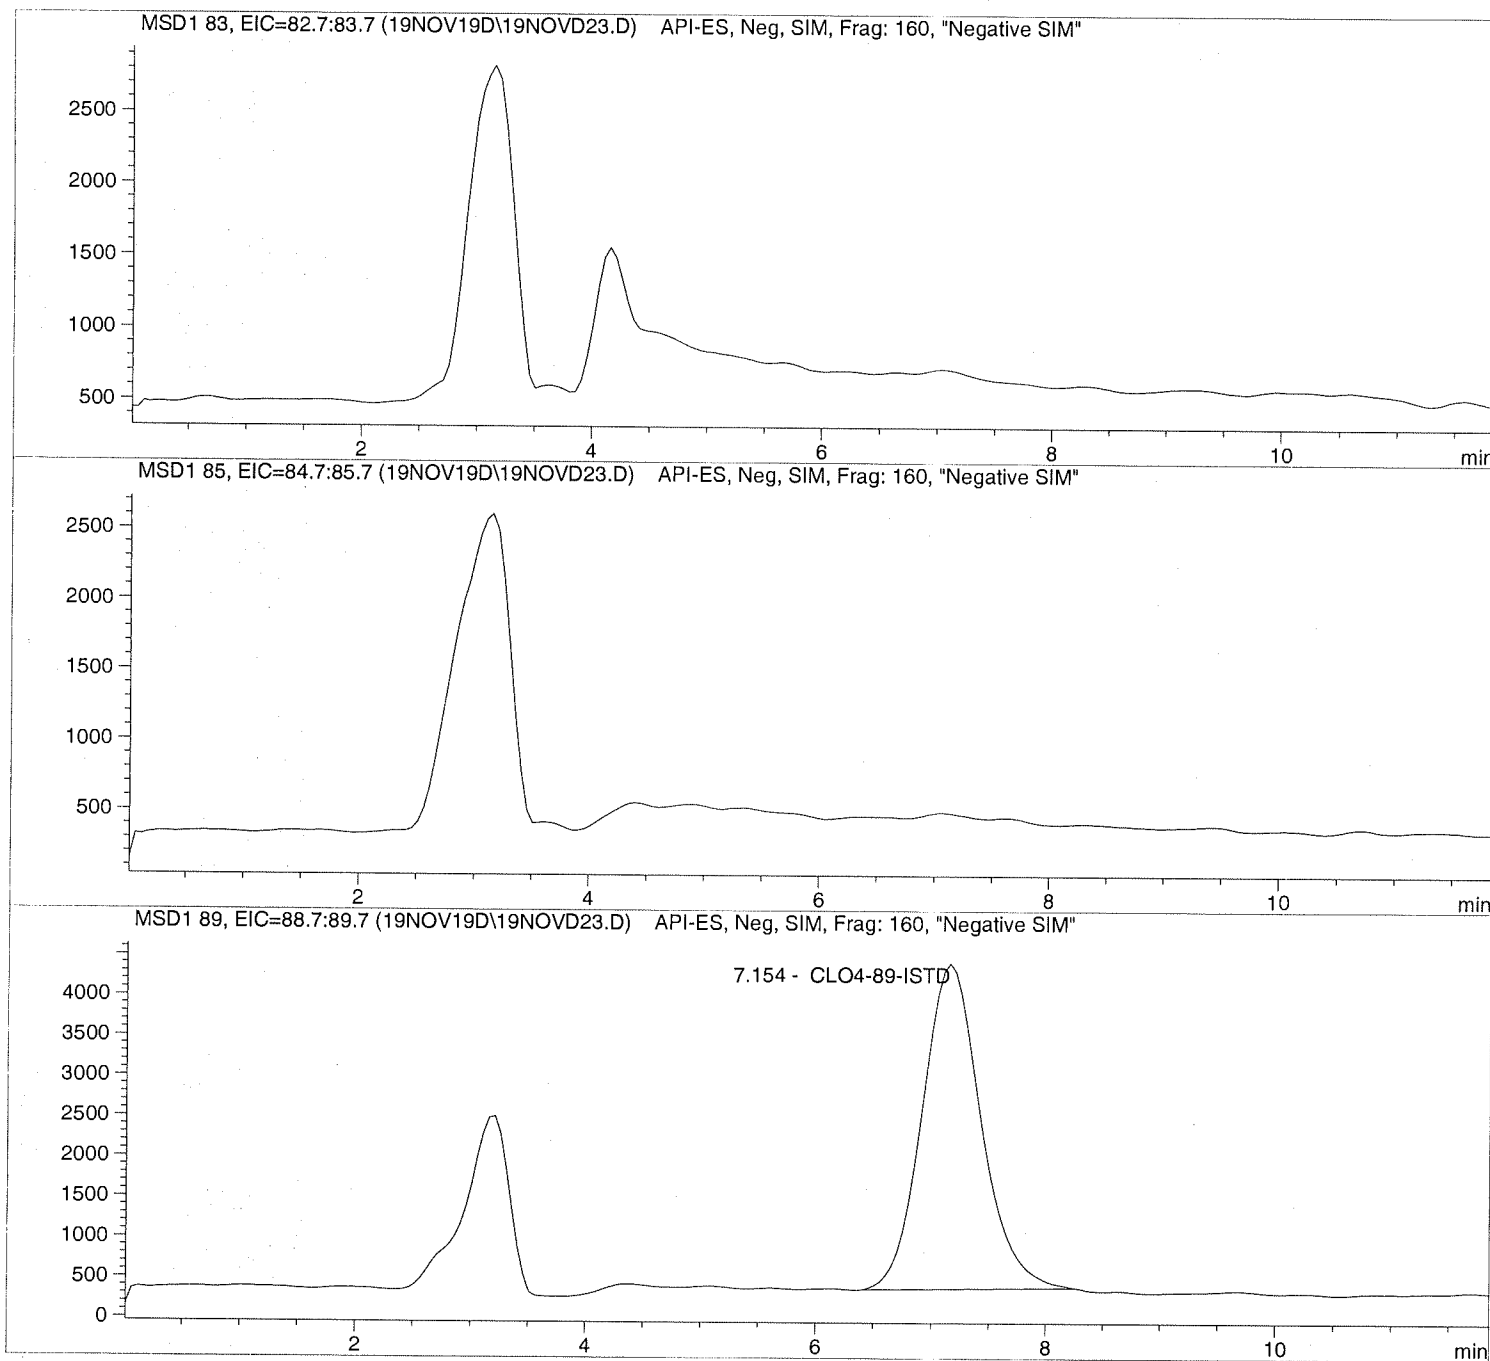 MSD1 83, EIC=82.7:83.7 (19NOV19D\19NOVD23.D) API-ES, Neg, SIM, Frag: 160, "Negative SIM"
2500
2000
1500
1000
500
2 4 6 8 10 min
MSD1 85, EIC=84.7:85.7 (19NOV19D\19NOVD23.D) API-ES, Neg, SIM, Frag: 160, "Negative SIM"
2500
2000
1500
1000
500
2 4 6 8 10 min
MSD1 89, EIC=88.7:89.7 (19NOV19D\19NOVD23.D) API-ES, Neg, SIM, Frag: 160, "Negative SIM"
7.154 - CLO4-89-ISTD
4000
3500
3000
2500
2000
1500
1000
500
0
2 4 6 8 10 min